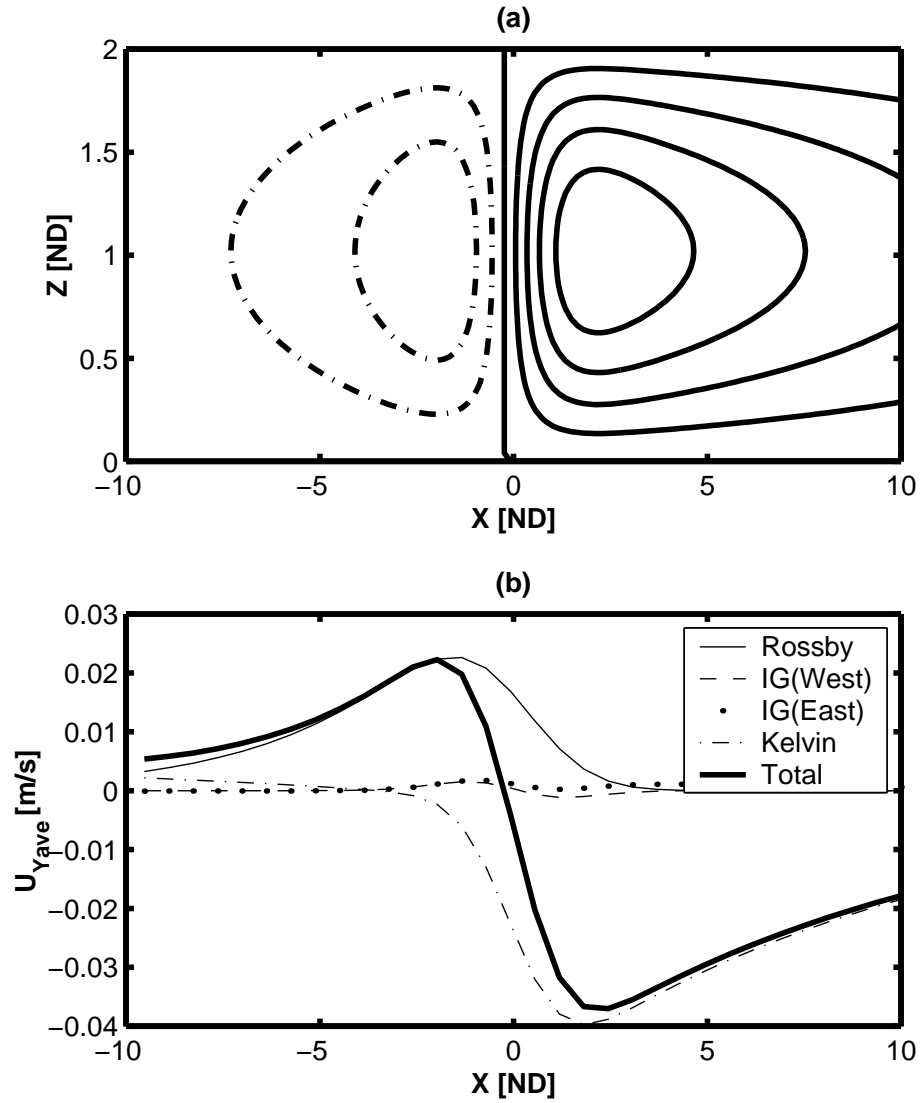 (a)
2
1.5
1
0.5
0
Z [ND]
−10
−5
0
5
10
X [ND]
(b)
0.03
0.02
0.01
0
−0.01
−0.02
−0.03
−0.04
U_Yave [m/s]
Rossby
IG(West)
IG(East)
Kelvin
Total
−10
−5
0
5
10
X [ND]